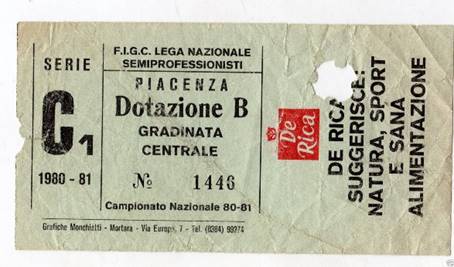 SERIE
C1
1980 - 81
F.I.G.C. LEGA NAZIONALE
SEMIPROFESSIONISTI
PIACENZA
Dotazione B
GRADINATA
CENTRALE
No 1446
Campionato Nazionale 80-81
De
Rica
DE RICA
SUGGERISCE:
NATURA, SPORT
E SANA
ALIMENTAZIONE
Grafiche Monchietti - Mortara - Via Europa, 7 - Tel. (0384) 99274